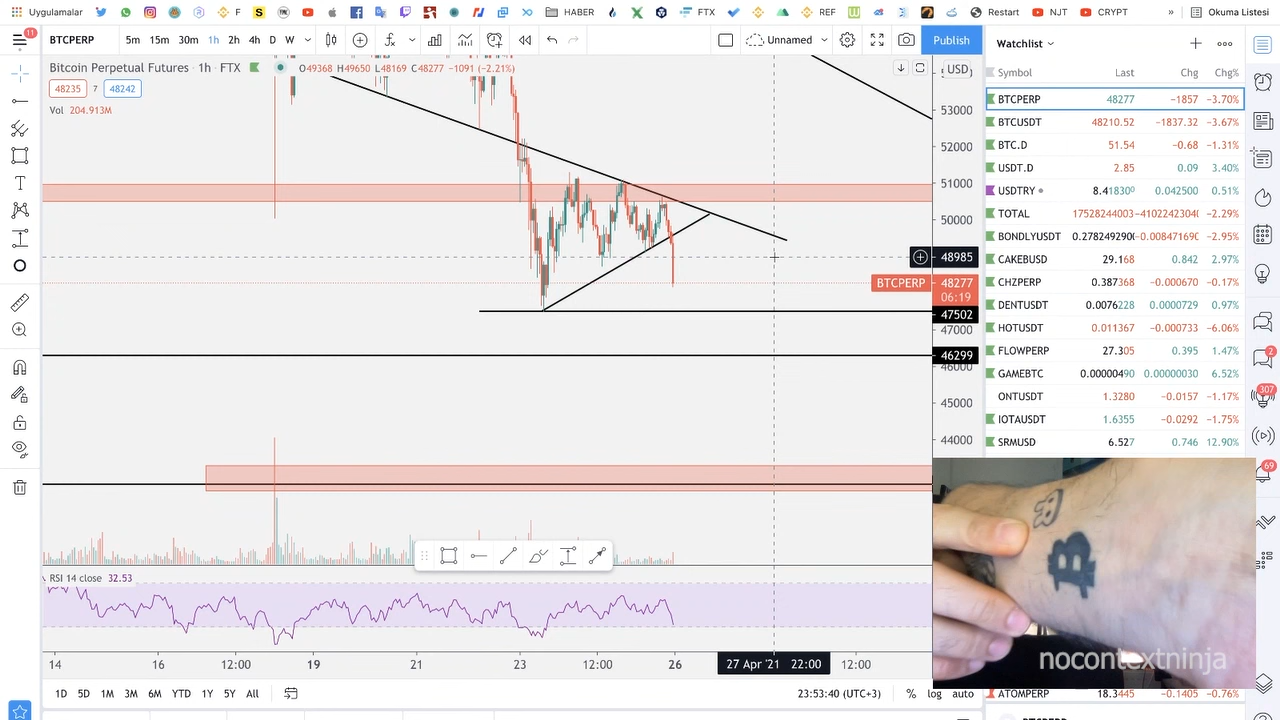 Uygulamalar
F
HABER
FTX
REF
Restart
NJT
CRYPT
»
Okuma Listesi
11
BTCPERP
5m 15m 30m 1h 2h 4h D W
Unnamed
Publish
Watchlist
Bitcoin Perpetual Futures · 1h · FTX
O49368 H49650 L48169 C48277 −1091 (−2.21%)
USD
Symbol Last Chg Chg%
48235 7 48242
Vol 204.913M
53000
52000
51000
50000
48985
BTCPERP 48277
06:19
47502
47000
46299
46000
45000
44000
BTCPERP 48277 −1857 −3.70%
BTCUSDT 48210.52 −1837.32 −3.67%
BTC.D 51.54 −0.68 −1.31%
USDT.D 2.85 0.09 3.40%
USDTRY 8.41830 0.042500 0.51%
TOTAL 17528244003 −4102242304 −2.29%
BONDLYUSDT 0.278249290 −0.00847169 −2.95%
CAKEBUSD 29.168 0.842 2.97%
CHZPERP 0.387368 −0.000670 −0.17%
DENTUSDT 0.0076228 0.0000729 0.97%
HOTUSDT 0.011367 −0.000733 −6.06%
FLOWPERP 27.305 0.395 1.47%
GAMEBTC 0.00000490 0.00000030 6.52%
ONTUSDT 1.3280 −0.0157 −1.17%
IOTAUSDT 1.6355 −0.0292 −1.75%
SRMUSD 6.527 0.746 12.90%
2
307
69
RSI 14 close 32.53
nocontextninja
14 16 12:00 19 21 23 12:00 26 27 Apr '21 22:00 12:00
1D 5D 1M 3M 6M YTD 1Y 5Y All
23:53:40 (UTC+3) % log auto
ATOMPERP 18.3445 −0.1405 −0.76%